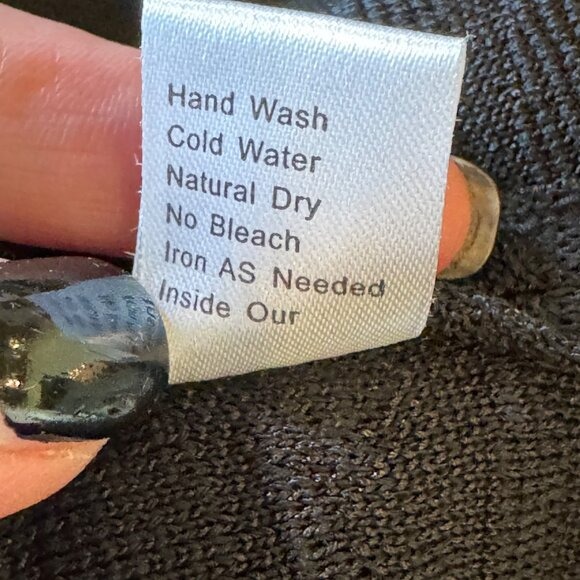 Hand Wash
Cold Water
Natural Dry
No Bleach
Iron AS Needed
Inside Our